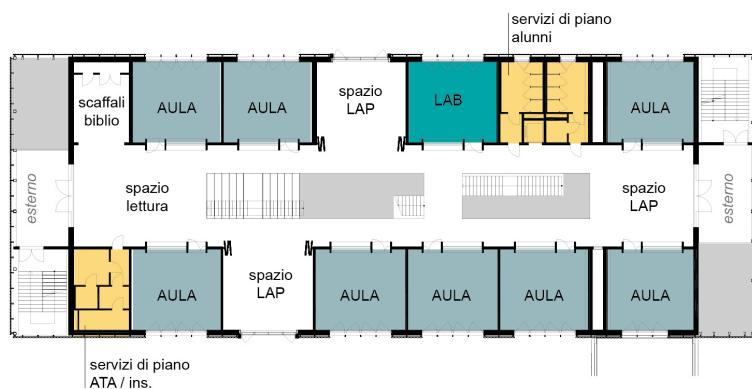 servizi di piano
alunni
scaffali
biblio
AULA
AULA
spazio
LAP
LAB
AULA
esterno
spazio
lettura
spazio
LAP
esterno
AULA
spazio
LAP
AULA
AULA
AULA
AULA
servizi di piano
ATA / ins.